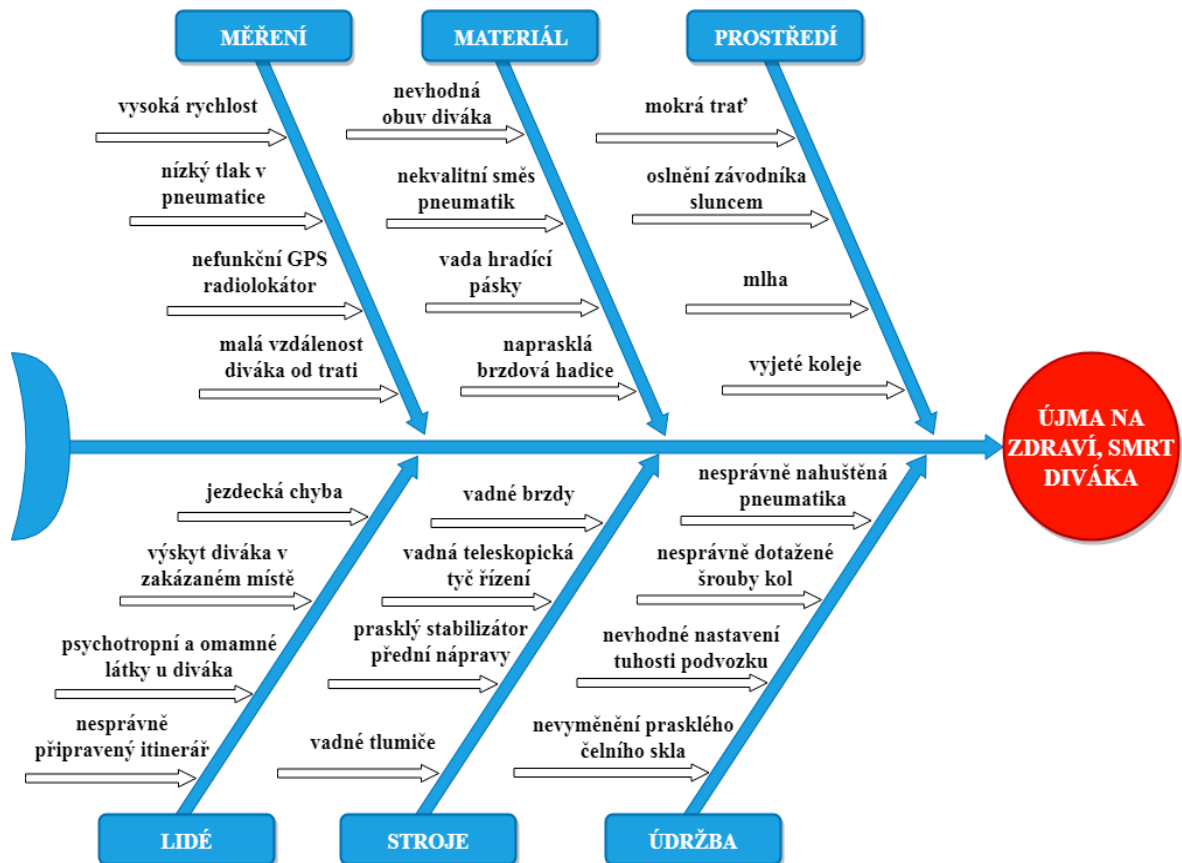 MĚŘENÍ
MATERIÁL
PROSTŘEDÍ
vysoká rychlost
nízký tlak v
pneumatice
nefunkční GPS
radiolokátor
malá vzdálenost
diváka od trati
nevhodná
obuv diváka
nekvalitní směs
pneumatik
vada hradící
pásky
naprasklá
brzdová hadice
mokrá trať
oslnění závodníka
sluncem
mlha
vyjeté koleje
ÚJMA NA
ZDRAVÍ, SMRT
DIVÁKA
jezdecká chyba
výskyt diváka v
zakázaném místě
psychotropní a omamné
látky u diváka
nesprávně
připravený itinerář
vadné brzdy
vadná teleskopická
tyč řízení
prasklý stabilizátor
přední nápravy
vadné tlumiče
nesprávně nahuštěná
pneumatika
nesprávně dotažené
šrouby kol
nevhodné nastavení
tuhosti podvozku
nevyměnění prasklého
čelního skla
LIDÉ
STROJE
ÚDRŽBA